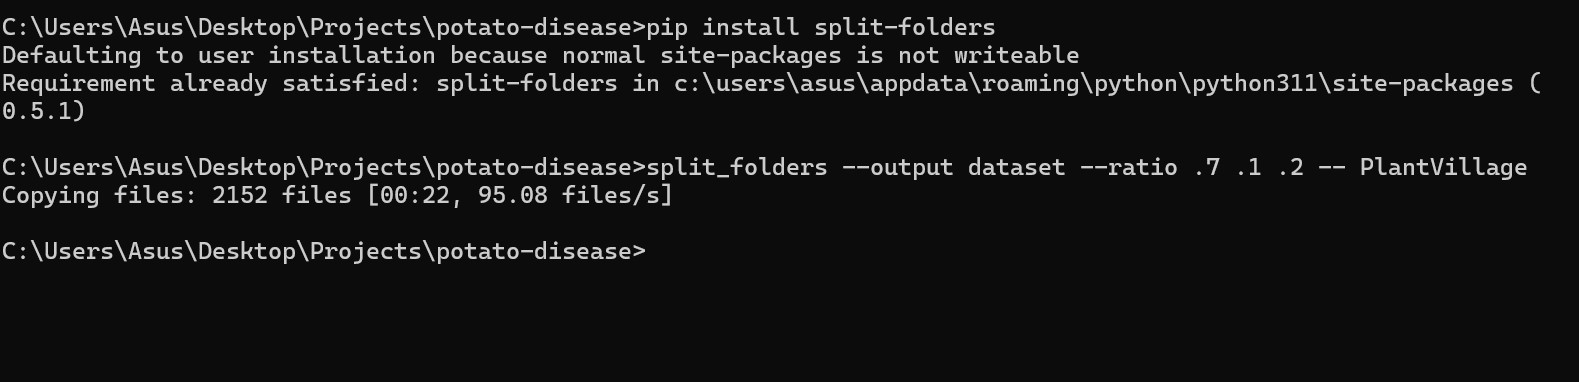 C:\Users\Asus\Desktop\Projects\potato-disease>pip install split-folders
Defaulting to user installation because normal site-packages is not writeable
Requirement already satisfied: split-folders in c:\users\asus\appdata\roaming\python\python311\site-packages (
0.5.1)
C:\Users\Asus\Desktop\Projects\potato-disease>split_folders --output dataset --ratio .7 .1 .2 -- PlantVillage
Copying files: 2152 files [00:22, 95.08 files/s]
C:\Users\Asus\Desktop\Projects\potato-disease>